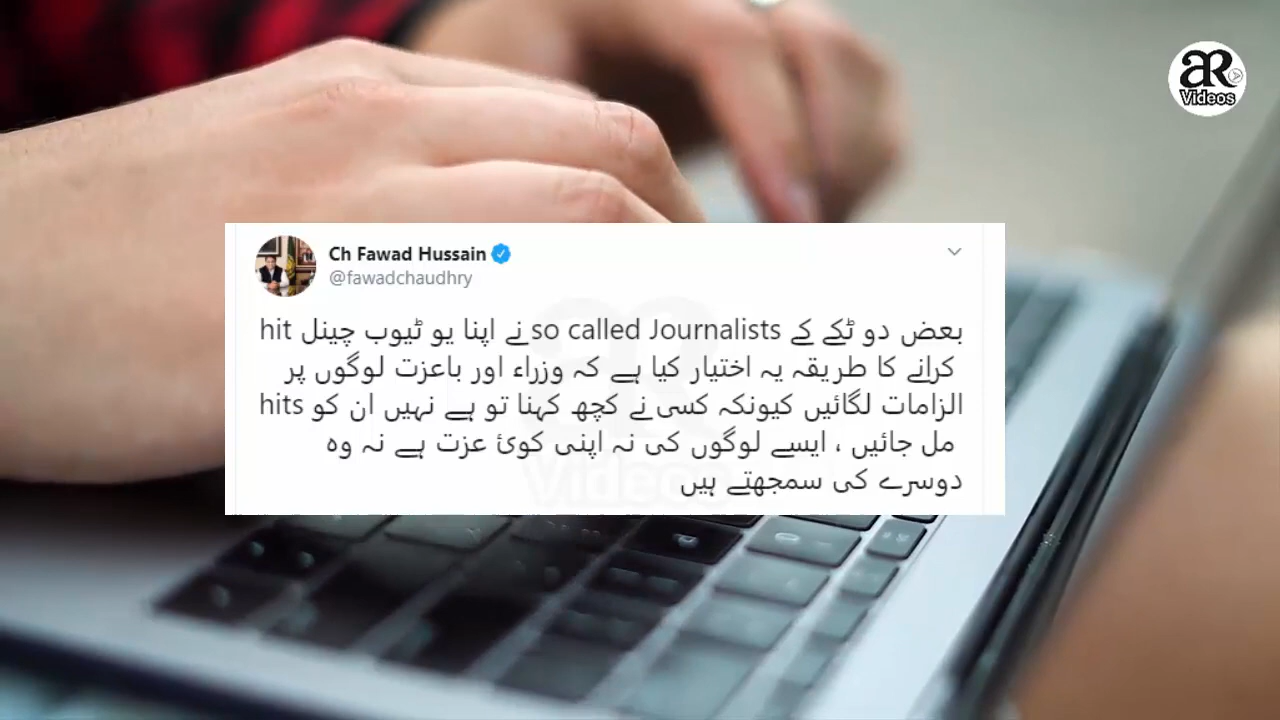 aR
Videos
Ch Fawad Hussain
@fawadchaudhry
بعض دو ٹکے کے so called Journalists نے اپنا یو ٹیوب چینل hit
کرانے کا طریقہ یہ اختیار کیا ہے کہ وزراء اور باعزت لوگوں پر
الزامات لگائیں کیونکہ کسی نے کچھ کہنا تو ہے نہیں ان کو hits
مل جائیں ، ایسے لوگوں کی نہ اپنی کوئ عزت ہے نہ وہ
دوسرے کی سمجھتے ہیں
Videos